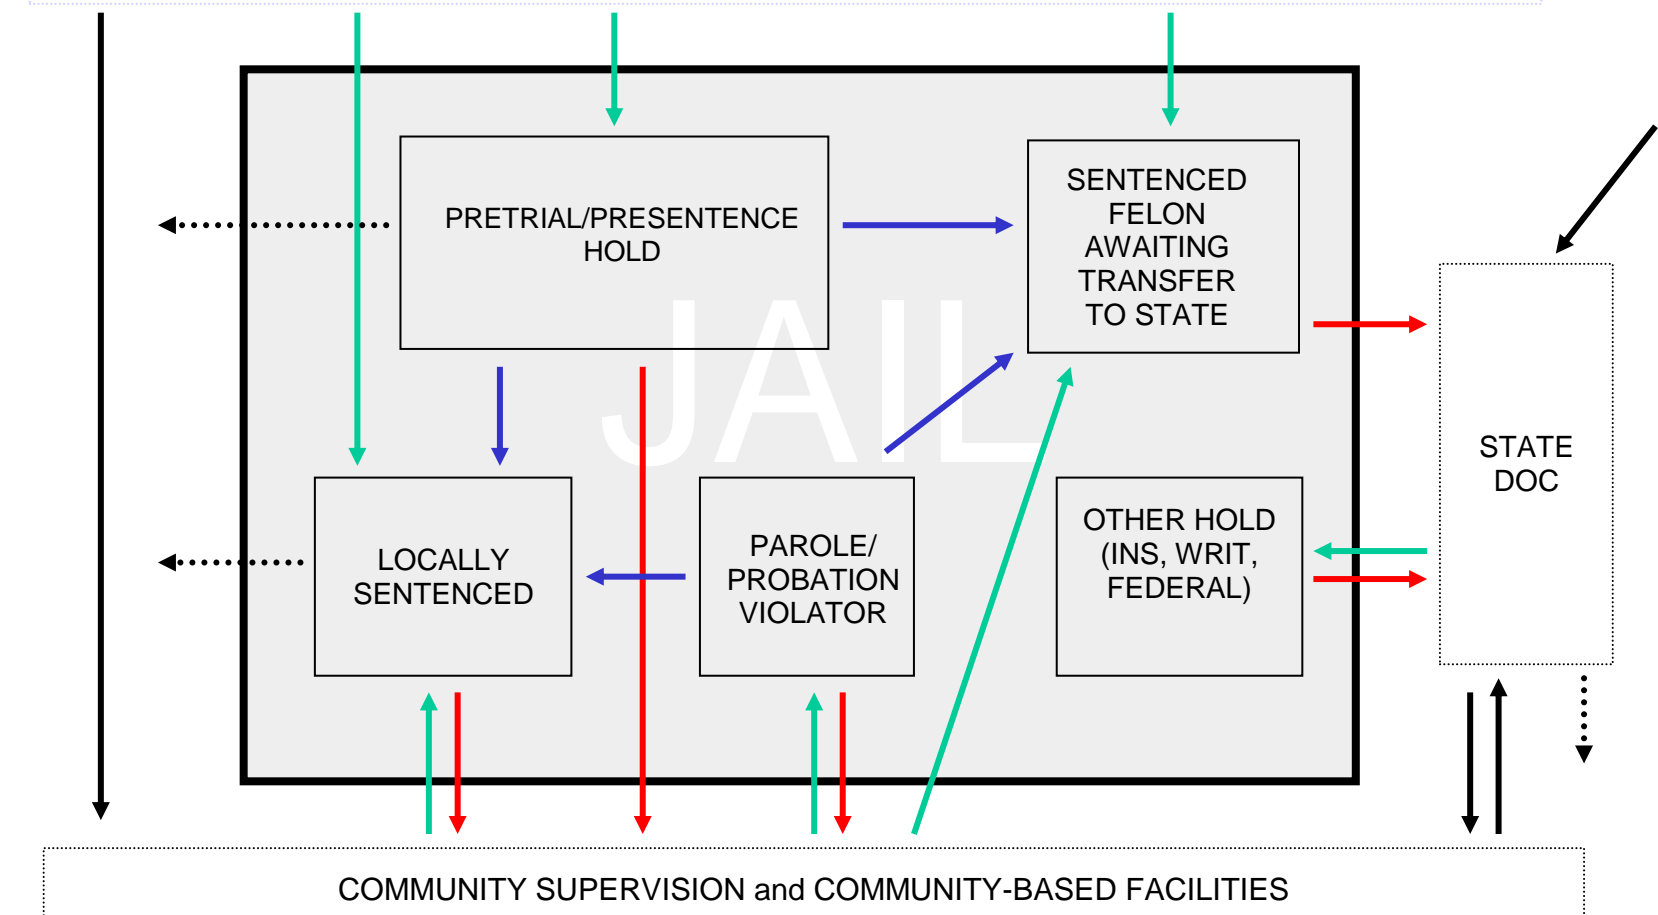 PRETRIAL/PRESENTENCE
HOLD
SENTENCED
FELON
AWAITING
TRANSFER
TO STATE
JAIL
STATE
DOC
LOCALLY
SENTENCED
PAROLE/
PROBATION
VIOLATOR
OTHER HOLD
(INS, WRIT,
FEDERAL)
COMMUNITY SUPERVISION and COMMUNITY-BASED FACILITIES